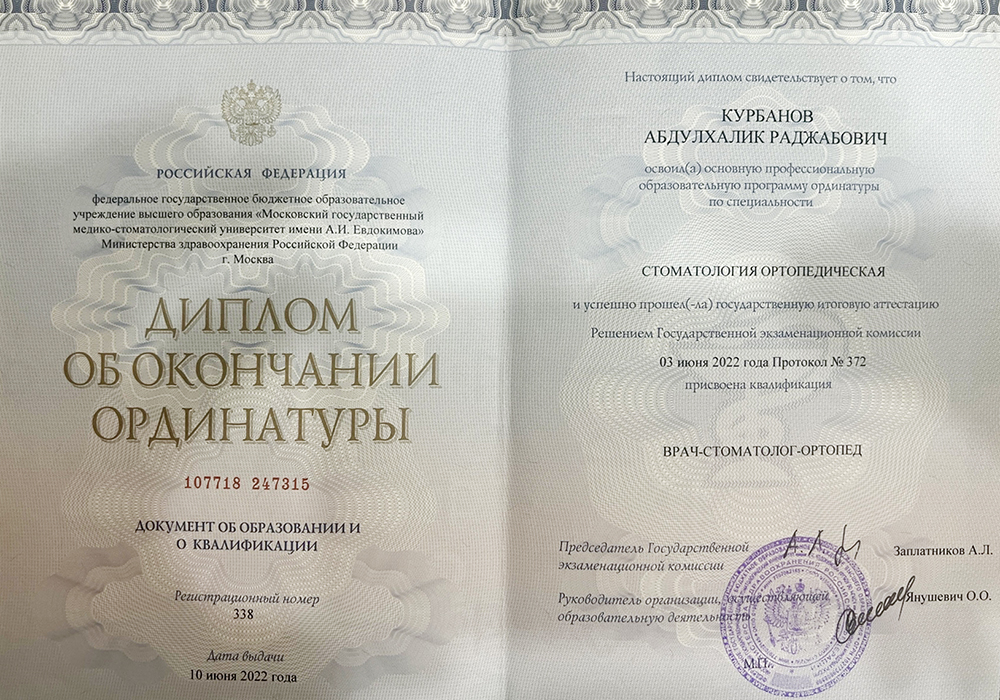 РОССИЙСКАЯ ФЕДЕРАЦИЯ
федеральное государственное бюджетное образовательное
учреждение высшего образования «Московский государственный
медико-стоматологический университет имени А.И. Евдокимова»
Министерства здравоохранения Российской Федерации
г. Москва
ДИПЛОМ
ОБ ОКОНЧАНИИ
ОРДИНАТУРЫ
107718 247315
ДОКУМЕНТ ОБ ОБРАЗОВАНИИ И
О КВАЛИФИКАЦИИ
Регистрационный номер
338
Дата выдачи
10 июня 2022 года
Настоящий диплом свидетельствует о том, что
КУРБАНОВ
АБДУЛХАЛИК РАДЖАБОВИЧ
освоил(а) основную профессиональную
образовательную программу ординатуры
по специальности
СТОМАТОЛОГИЯ ОРТОПЕДИЧЕСКАЯ
и успешно прошел(-ла) государственную итоговую аттестацию
Решением Государственной экзаменационной комиссии
03 июня 2022 года Протокол № 372
присвоена квалификация
ВРАЧ-СТОМАТОЛОГ-ОРТОПЕД
Председатель Государственной
экзаменационной комиссии
Заплатников А.Л.
Руководитель организации, осуществляющей
образовательную деятельность
Янушевич О.О.
М.П.